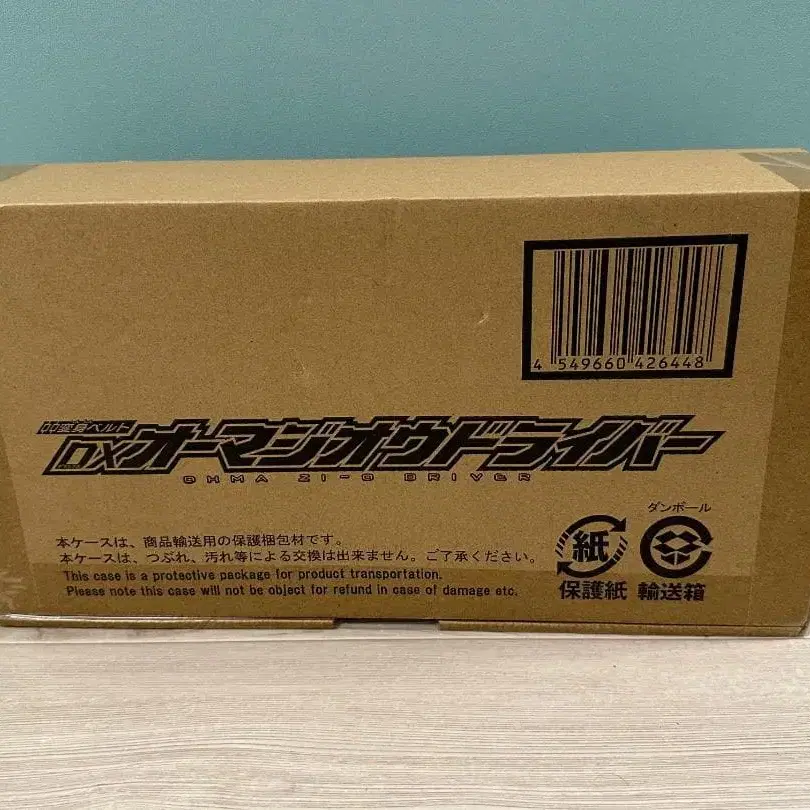 4 549660 426448
変身ベルト
DXオーマジオウドライバー
OHMA ZI-O DRIVER
ダンボール
本ケースは、商品輸送用の保護梱包材です。
本ケースは、つぶれ、汚れ等による交換は出来ません。ご了承ください。
This case is a protective package for product transportation.
Please note this case will not be object for refund in case of damage etc.
紙
保護紙 輸送箱